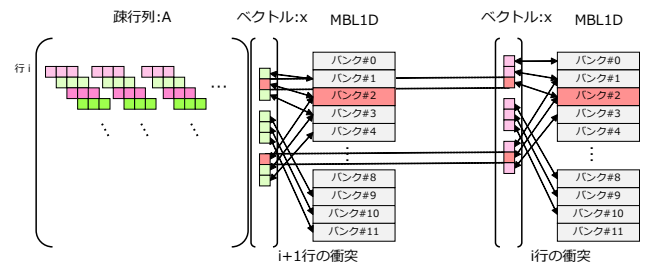 疎行列:A
ベクトル:x
MBL1D
ベクトル:x
MBL1D
行 i
…
バンク#0
バンク#1
バンク#2
バンク#3
バンク#4
⋮
バンク#8
バンク#9
バンク#10
バンク#11
バンク#0
バンク#1
バンク#2
バンク#3
バンク#4
⋮
バンク#8
バンク#9
バンク#10
バンク#11
i+1行の衝突
i行の衝突